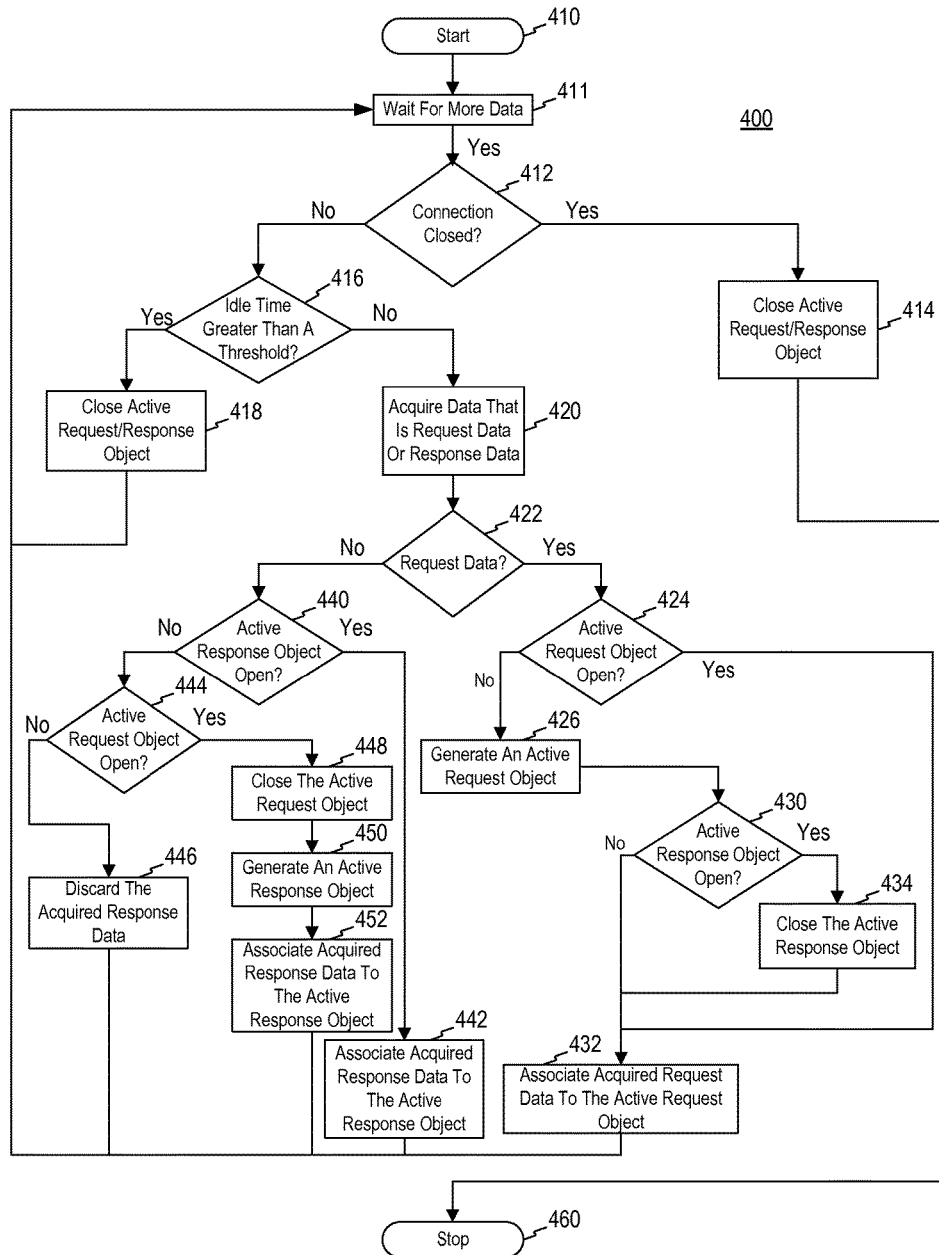 Start
410
Wait For More Data
411
400
Yes
412
Connection
Closed?
No
Yes
416
Idle Time
Greater Than A
Threshold?
Yes
No
Close Active
Request/Response
Object
414
Close Active
Request/Response
Object
418
Acquire Data That
Is Request Data
Or Response Data
420
422
Request Data?
No
Yes
440
Active
Response Object
Open?
No
Yes
424
Active
Request Object
Open?
Yes
No
444
Active
Request Object
Open?
No
Yes
426
Generate An Active
Request Object
448
Close The Active
Request Object
430
Active
Response Object
Open?
No
Yes
450
Generate An Active
Response Object
446
Discard The
Acquired Response
Data
434
Close The Active
Response Object
452
Associate Acquired
Response Data To
The Active
Response Object
442
Associate Acquired
Response Data To
The Active
Response Object
432
Associate Acquired Request
Data To The Active Request
Object
Stop
460